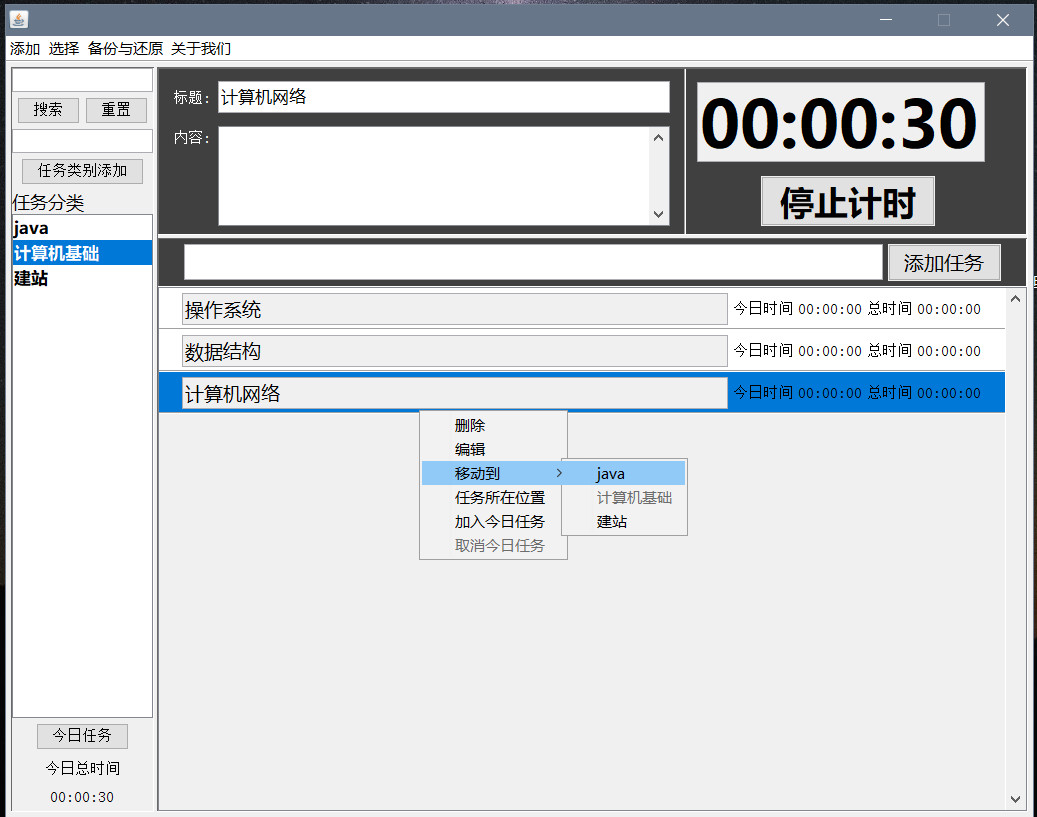 添加 选择 备份与还原 关于我们
搜索 重置
任务类别添加
任务分类
java
计算机基础
建站
今日任务
今日总时间
00:00:30
标题: 计算机网络
内容:
00:00:30
停止计时
添加任务
操作系统 今日时间 00:00:00 总时间 00:00:00
数据结构 今日时间 00:00:00 总时间 00:00:00
计算机网络 今日时间 00:00:00 总时间 00:00:00
删除
编辑
移动到
任务所在位置
加入今日任务
取消今日任务
java
计算机基础
建站